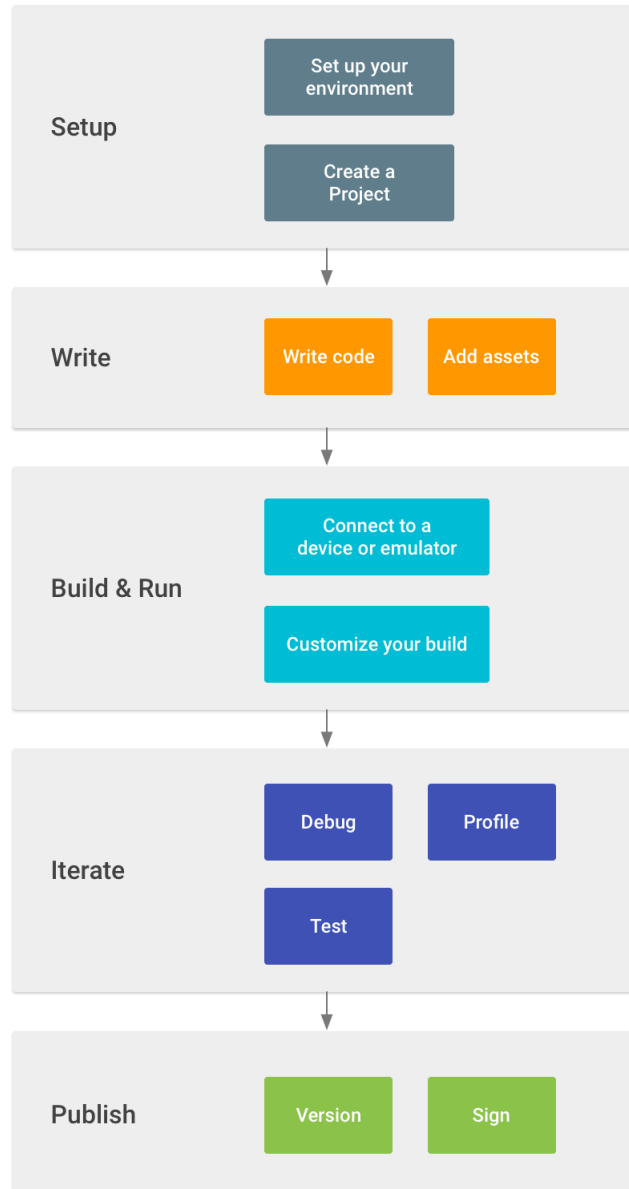 Setup
Set up your
environment
Create a
Project
Write
Write code
Add assets
Build & Run
Connect to a
device or emulator
Customize your build
Iterate
Debug
Profile
Test
Publish
Version
Sign